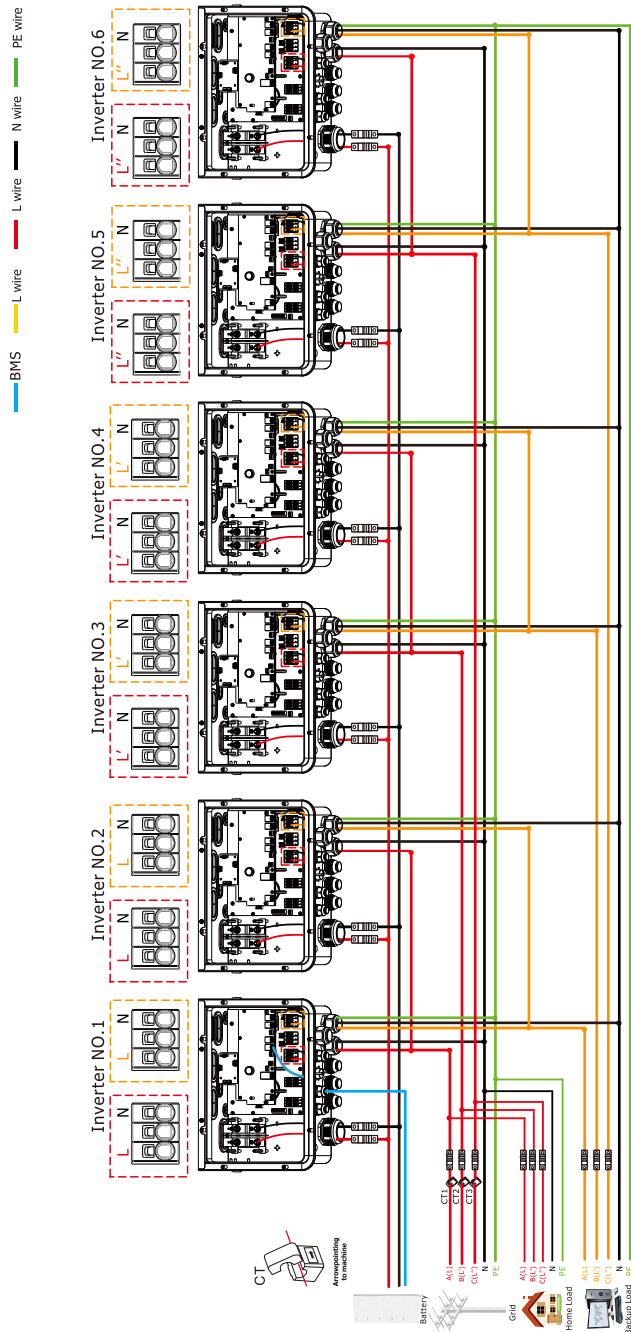 BMS
L wire
L wire
N wire
PE wire
Inverter NO.1
L N
L N
Inverter NO.2
L N
L N
Inverter NO.3
L′ N
L′ N
Inverter NO.4
L′ N
L′ N
Inverter NO.5
L′′ N
L′′ N
Inverter NO.6
L′′ N
L′′ N
CT
Arrowpointing
to machine
Battery
CT1
CT2
CT3
A(L)
B(L')
C(L'')
N
PE
Grid
A(L)
B(L')
C(L'')
N
PE
Home Load
A(L)
B(L')
C(L'')
N
PE
Backup Load